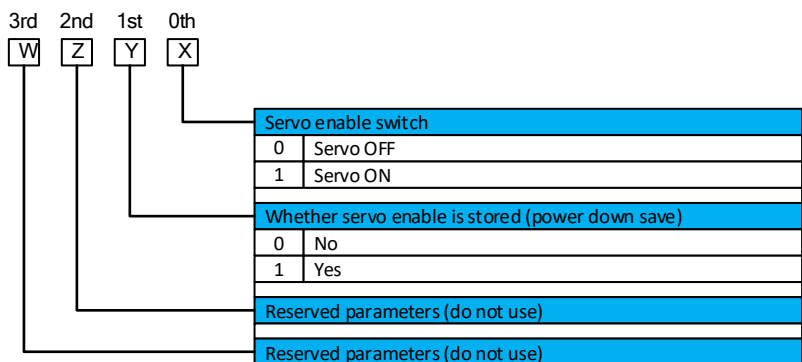 3rd 2nd 1st 0th
W Z Y X
Servo enable switch
0 Servo OFF
1 Servo ON
Whether servo enable is stored (power down save)
0 No
1 Yes
Reserved parameters (do not use)
Reserved parameters (do not use)